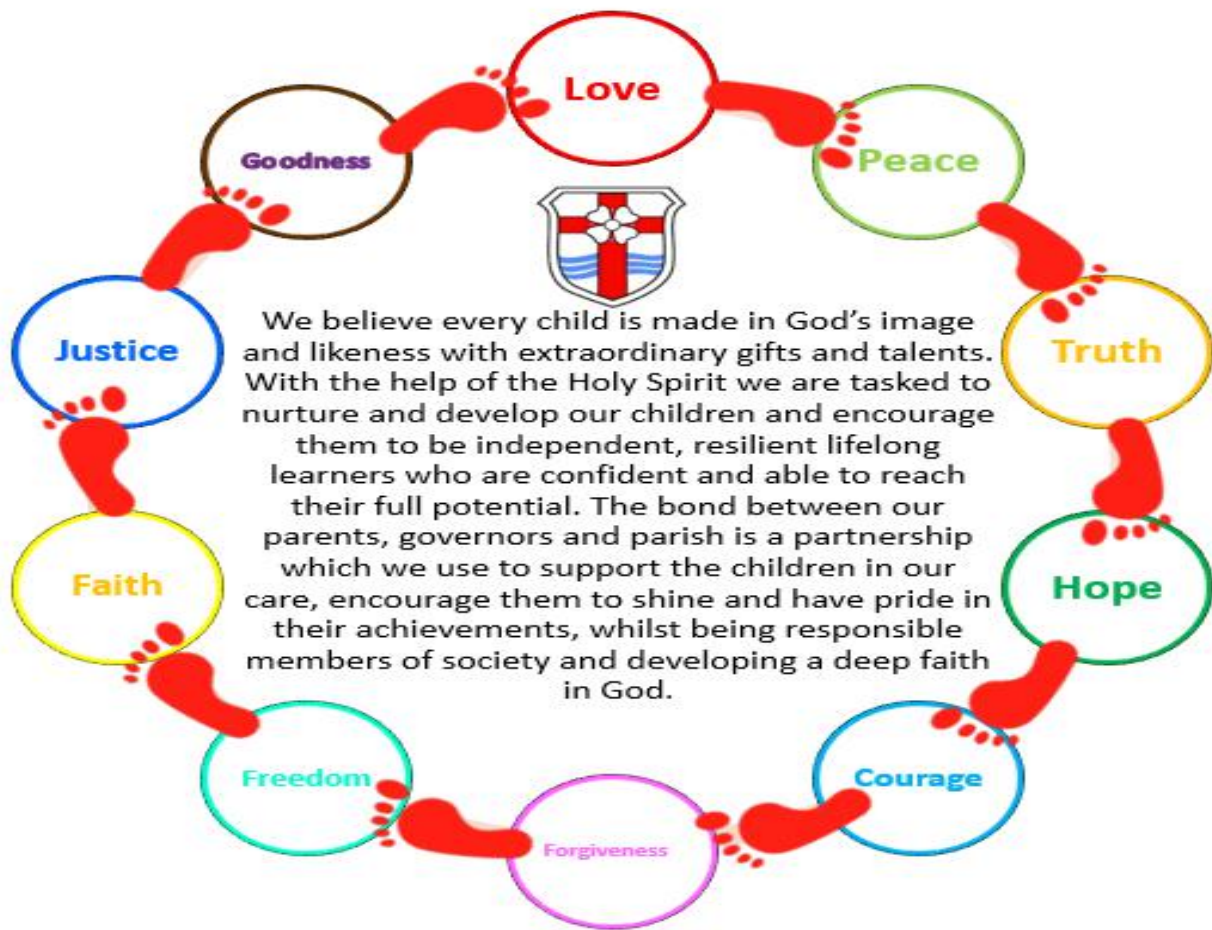 Love
Peace
Truth
Hope
Courage
Forgiveness
Freedom
Faith
Justice
Goodness
We believe every child is made in God's image
and likeness with extraordinary gifts and talents.
With the help of the Holy Spirit we are tasked to
nurture and develop our children and encourage
them to be independent, resilient lifelong
learners who are confident and able to reach
their full potential. The bond between our
parents, governors and parish is a partnership
which we use to support the children in our
care, encourage them to shine and have pride in
their achievements, whilst being responsible
members of society and developing a deep faith
in God.